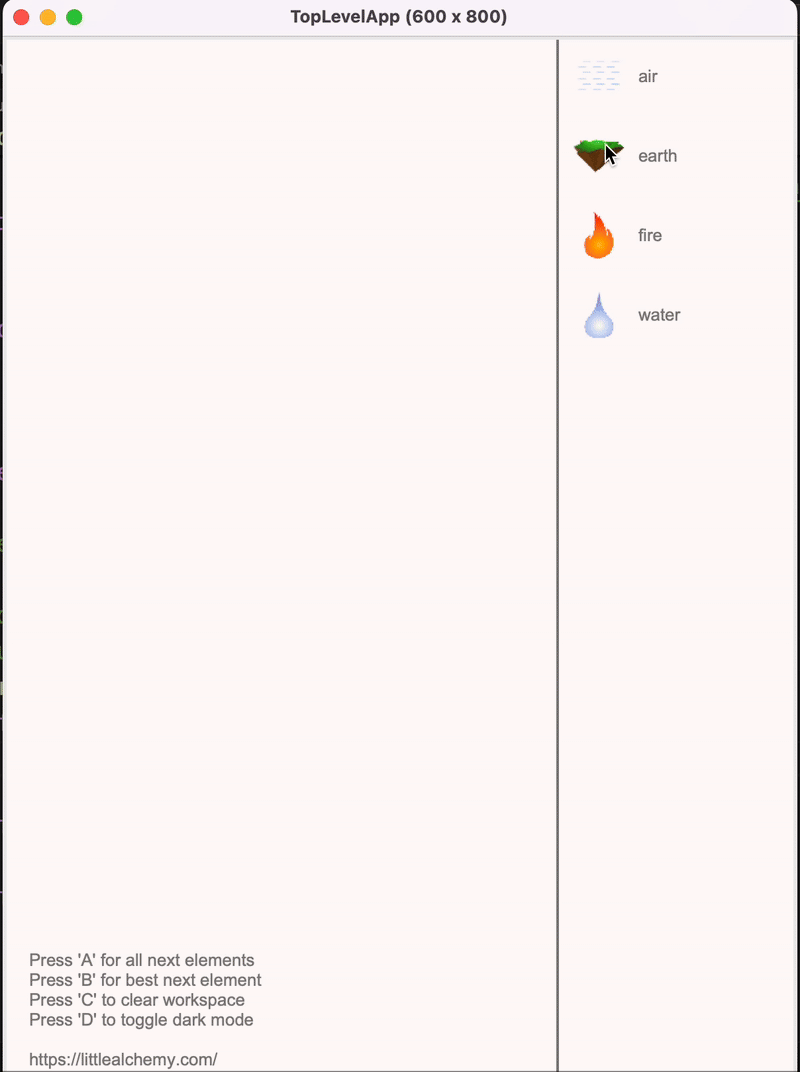 TopLevelApp (600 x 800)
air
earth
fire
water
Press 'A' for all next elements
Press 'B' for best next element
Press 'C' to clear workspace
Press 'D' to toggle dark mode
https://littlealchemy.com/